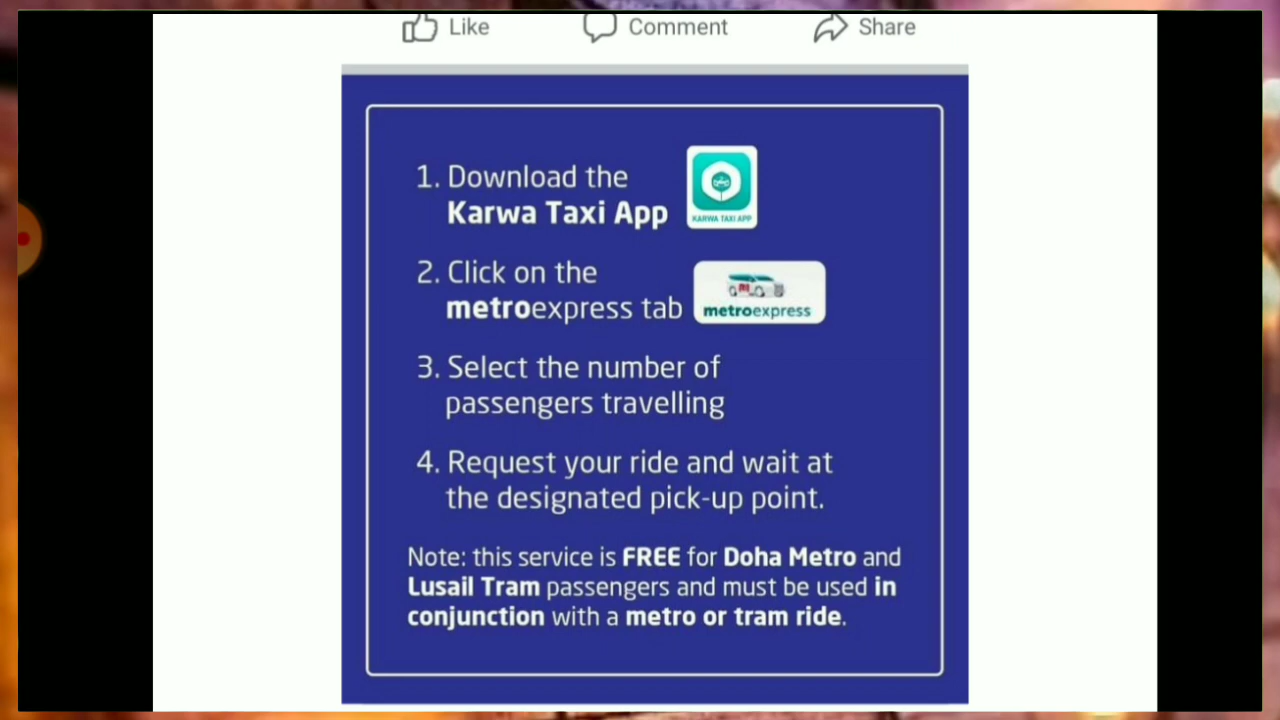 Like Comment Share
1. Download the
Karwa Taxi App
KARWA TAXI APP
2. Click on the
metroexpress tab
metroexpress
3. Select the number of
passengers travelling
4. Request your ride and wait at
the designated pick-up point.
Note: this service is FREE for Doha Metro and
Lusail Tram passengers and must be used in
conjunction with a metro or tram ride.